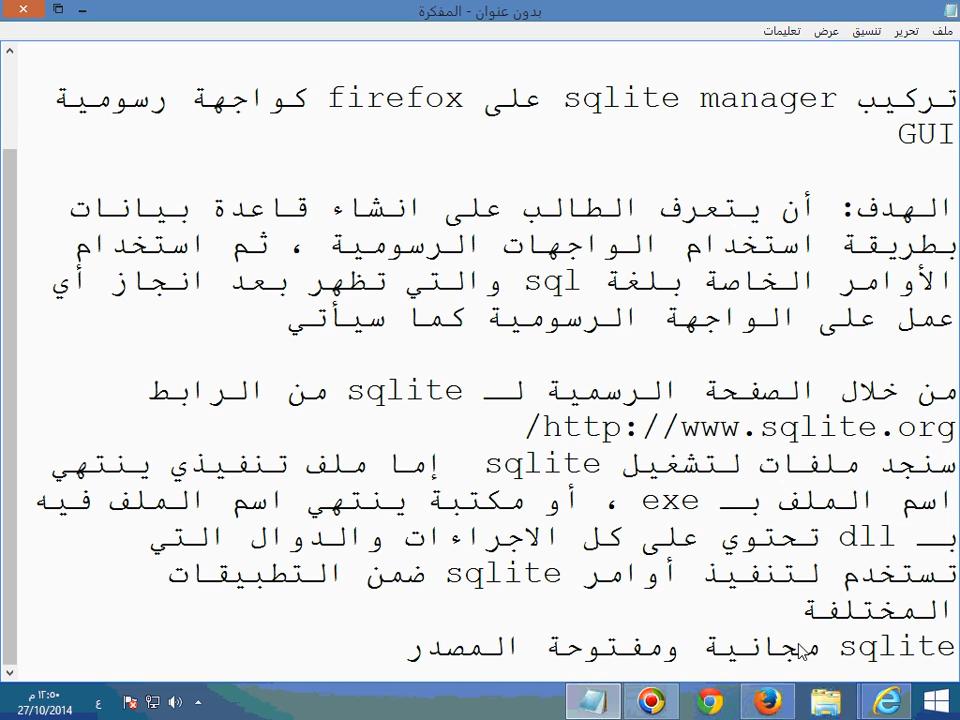 بدون عنوان - المفكرة
ملف تحرير تنسيق عرض تعليمات
تركيب sqlite manager على firefox كواجهة رسومية
GUI
الهدف: أن يتعرف الطالب على انشاء قاعدة بيانات
بطريقة استخدام الواجهات الرسومية ، ثم استخدام
الأوامر الخاصة بلغة sql والتي تظهر بعد انجاز أي
عمل على الواجهة الرسومية كما سيأتي
من خلال الصفحة الرسمية لـ sqlite من الرابط
http://www.sqlite.org/
سنجد ملفات لتشغيل sqlite إما ملف تنفيذي ينتهي
اسم الملف بـ exe ، أو مكتبة ينتهي اسم الملف فيه
بـ dll تحتوي على كل الاجراءات والدوال التي
تستخدم لتنفيذ أوامر sqlite ضمن التطبيقات
المختلفة
sqlite مجانية ومفتوحة المصدر
١٢:٥٠ م
ع
27/10/2014